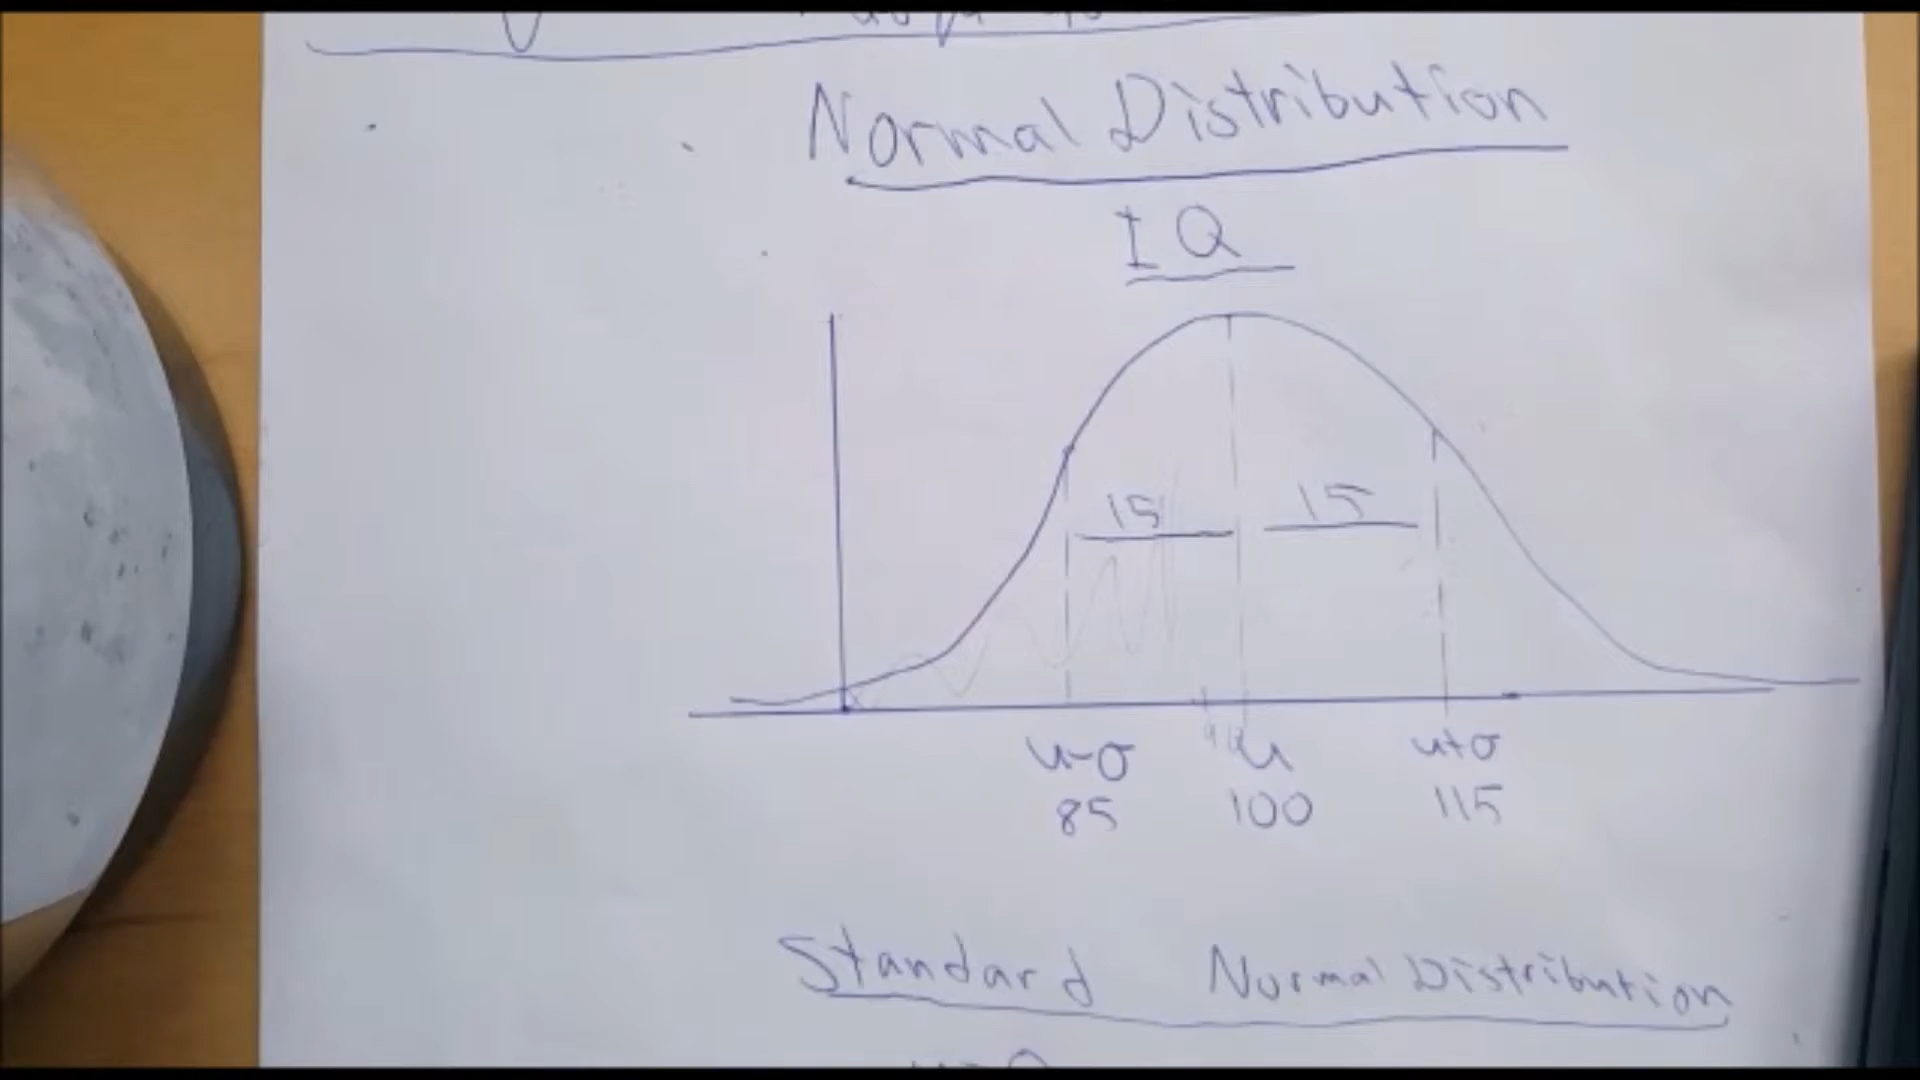 Normal Distribution
IQ
15 15
u-σ u u+σ
85 100 115
Standard Normal Distribution